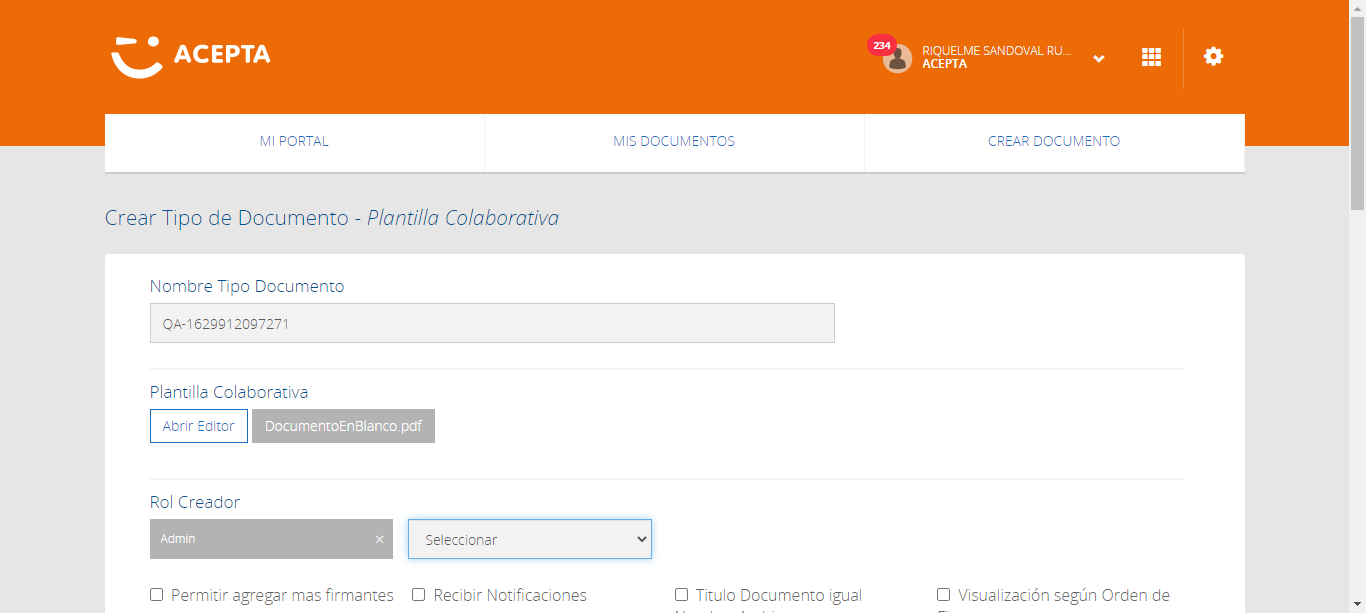 ACEPTA
234
RIQUELME SANDOVAL RU...
ACEPTA
MI PORTAL
MIS DOCUMENTOS
CREAR DOCUMENTO
Crear Tipo de Documento - Plantilla Colaborativa
Nombre Tipo Documento
QA-1629912097271
Plantilla Colaborativa
Abrir Editor
DocumentoEnBlanco.pdf
Rol Creador
Admin ×
Seleccionar
Permitir agregar mas firmantes
Recibir Notificaciones
Titulo Documento igual
Visualización según Orden de